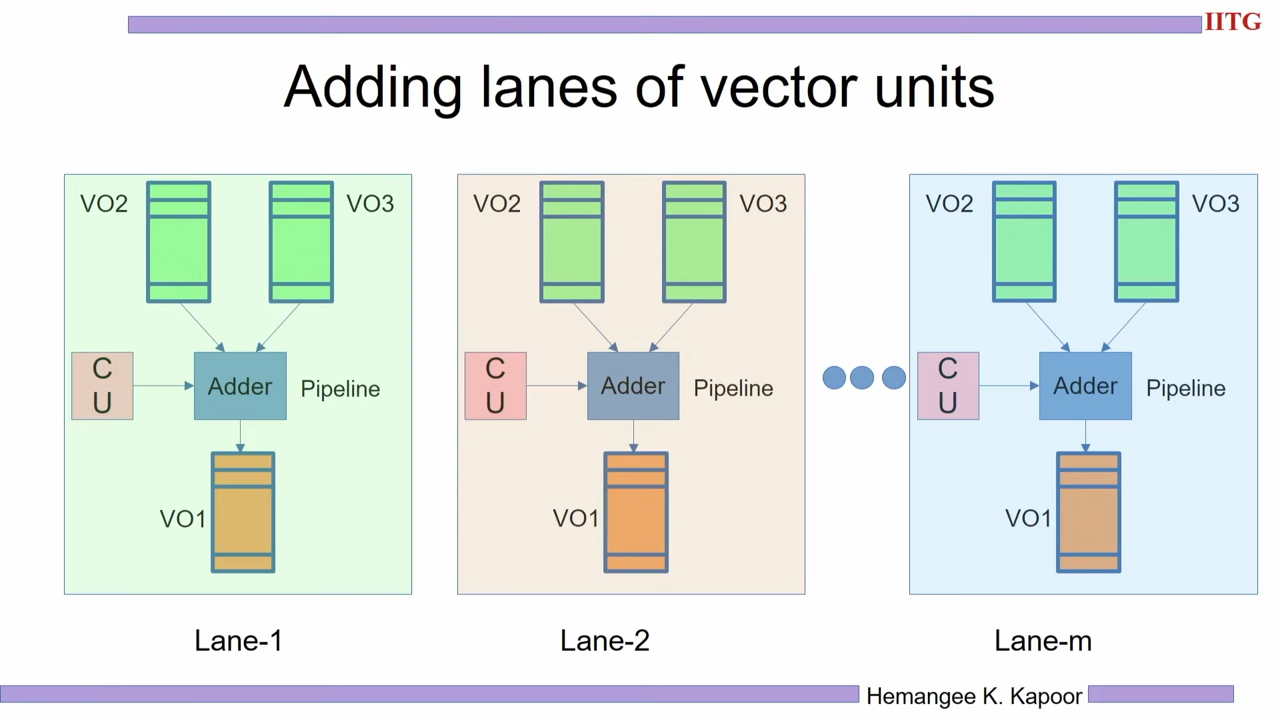 IITG
Adding lanes of vector units
VO2
VO3
C
U
Adder
Pipeline
VO1
Lane-1
VO2
VO3
C
U
Adder
Pipeline
VO1
Lane-2
VO2
VO3
C
U
Adder
Pipeline
VO1
Lane-m
Hemangee K. Kapoor